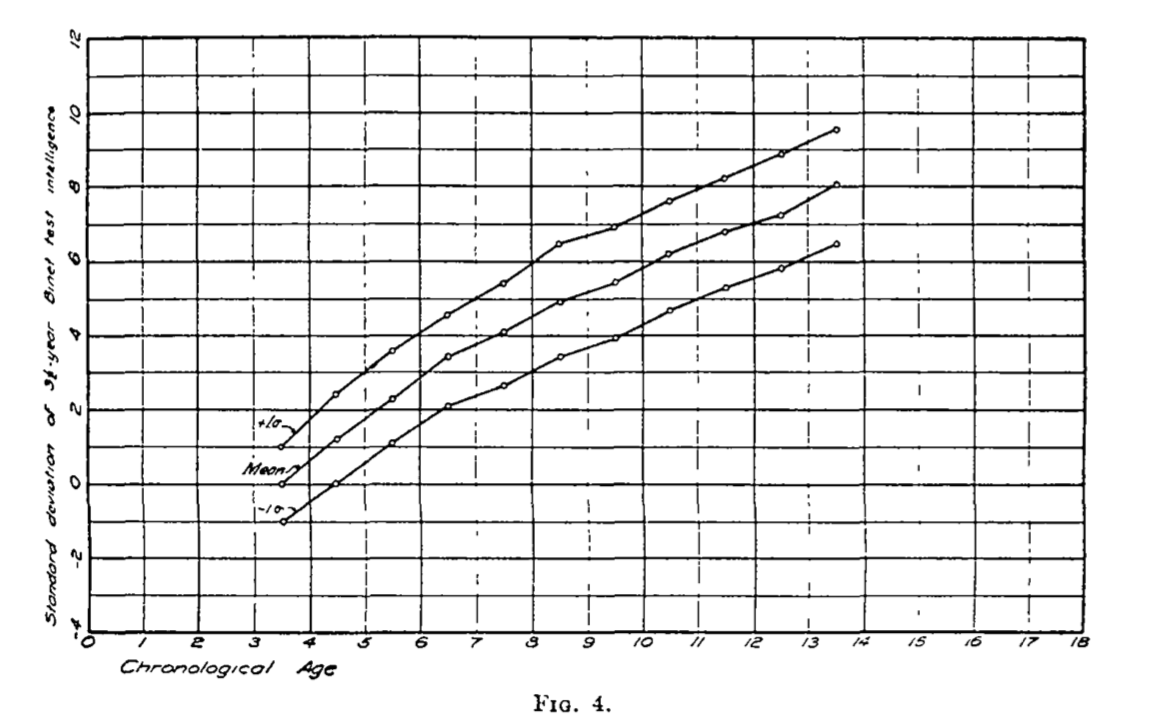 12
10
8
6
4
2
0
-2
-4
Standard deviation of 3½-year Binet test intelligence
+1σ
Mean
-1σ
0 1 2 3 4 5 6 7 8 9 10 11 12 13 14 15 16 17 18
Chronological Age
FIG. 4.